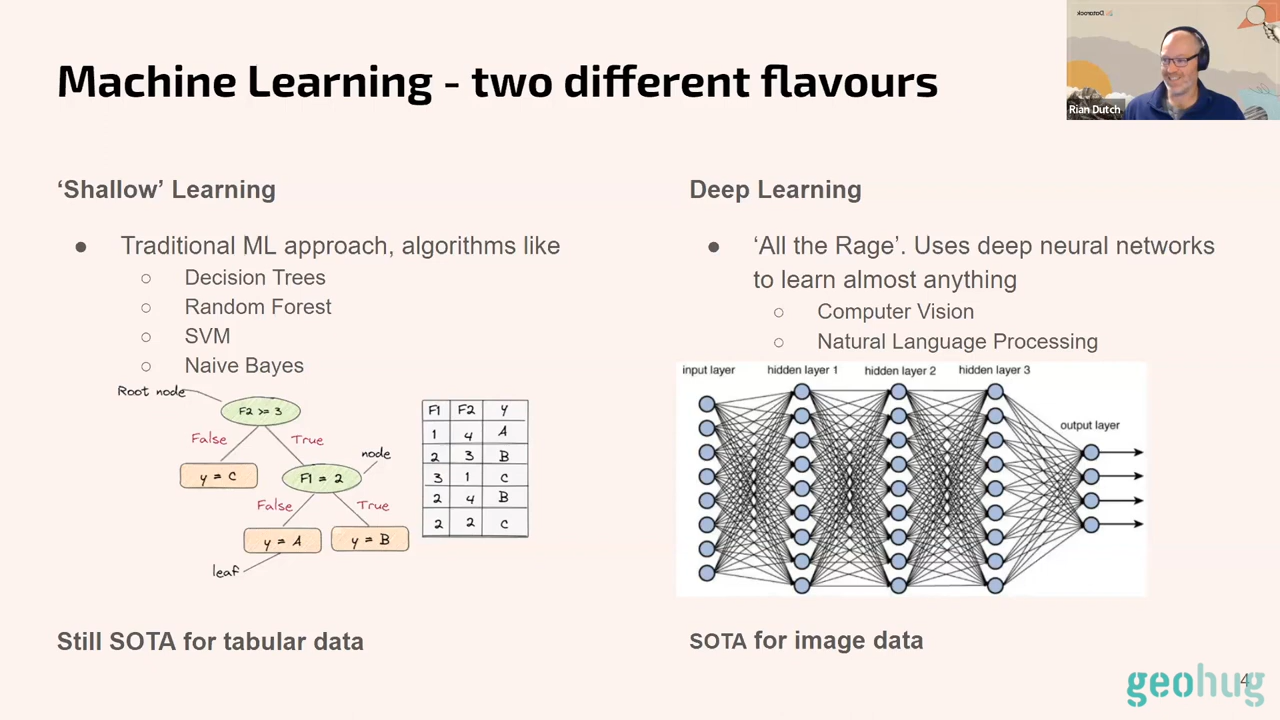 Datarock
Rian Dutch
Machine Learning - two different flavours
‘Shallow’ Learning
● Traditional ML approach, algorithms like
○ Decision Trees
○ Random Forest
○ SVM
○ Naive Bayes
Root node
F2 >= 3
False
True
node
y = C
F1 = 2
False
True
y = A
y = B
leaf
F1 F2 Y
1 4 A
2 3 B
3 1 C
2 4 B
2 2 C
Still SOTA for tabular data
Deep Learning
● ‘All the Rage’. Uses deep neural networks
to learn almost anything
○ Computer Vision
○ Natural Language Processing
input layer hidden layer 1 hidden layer 2 hidden layer 3
output layer
SOTA for image data
4
geohug